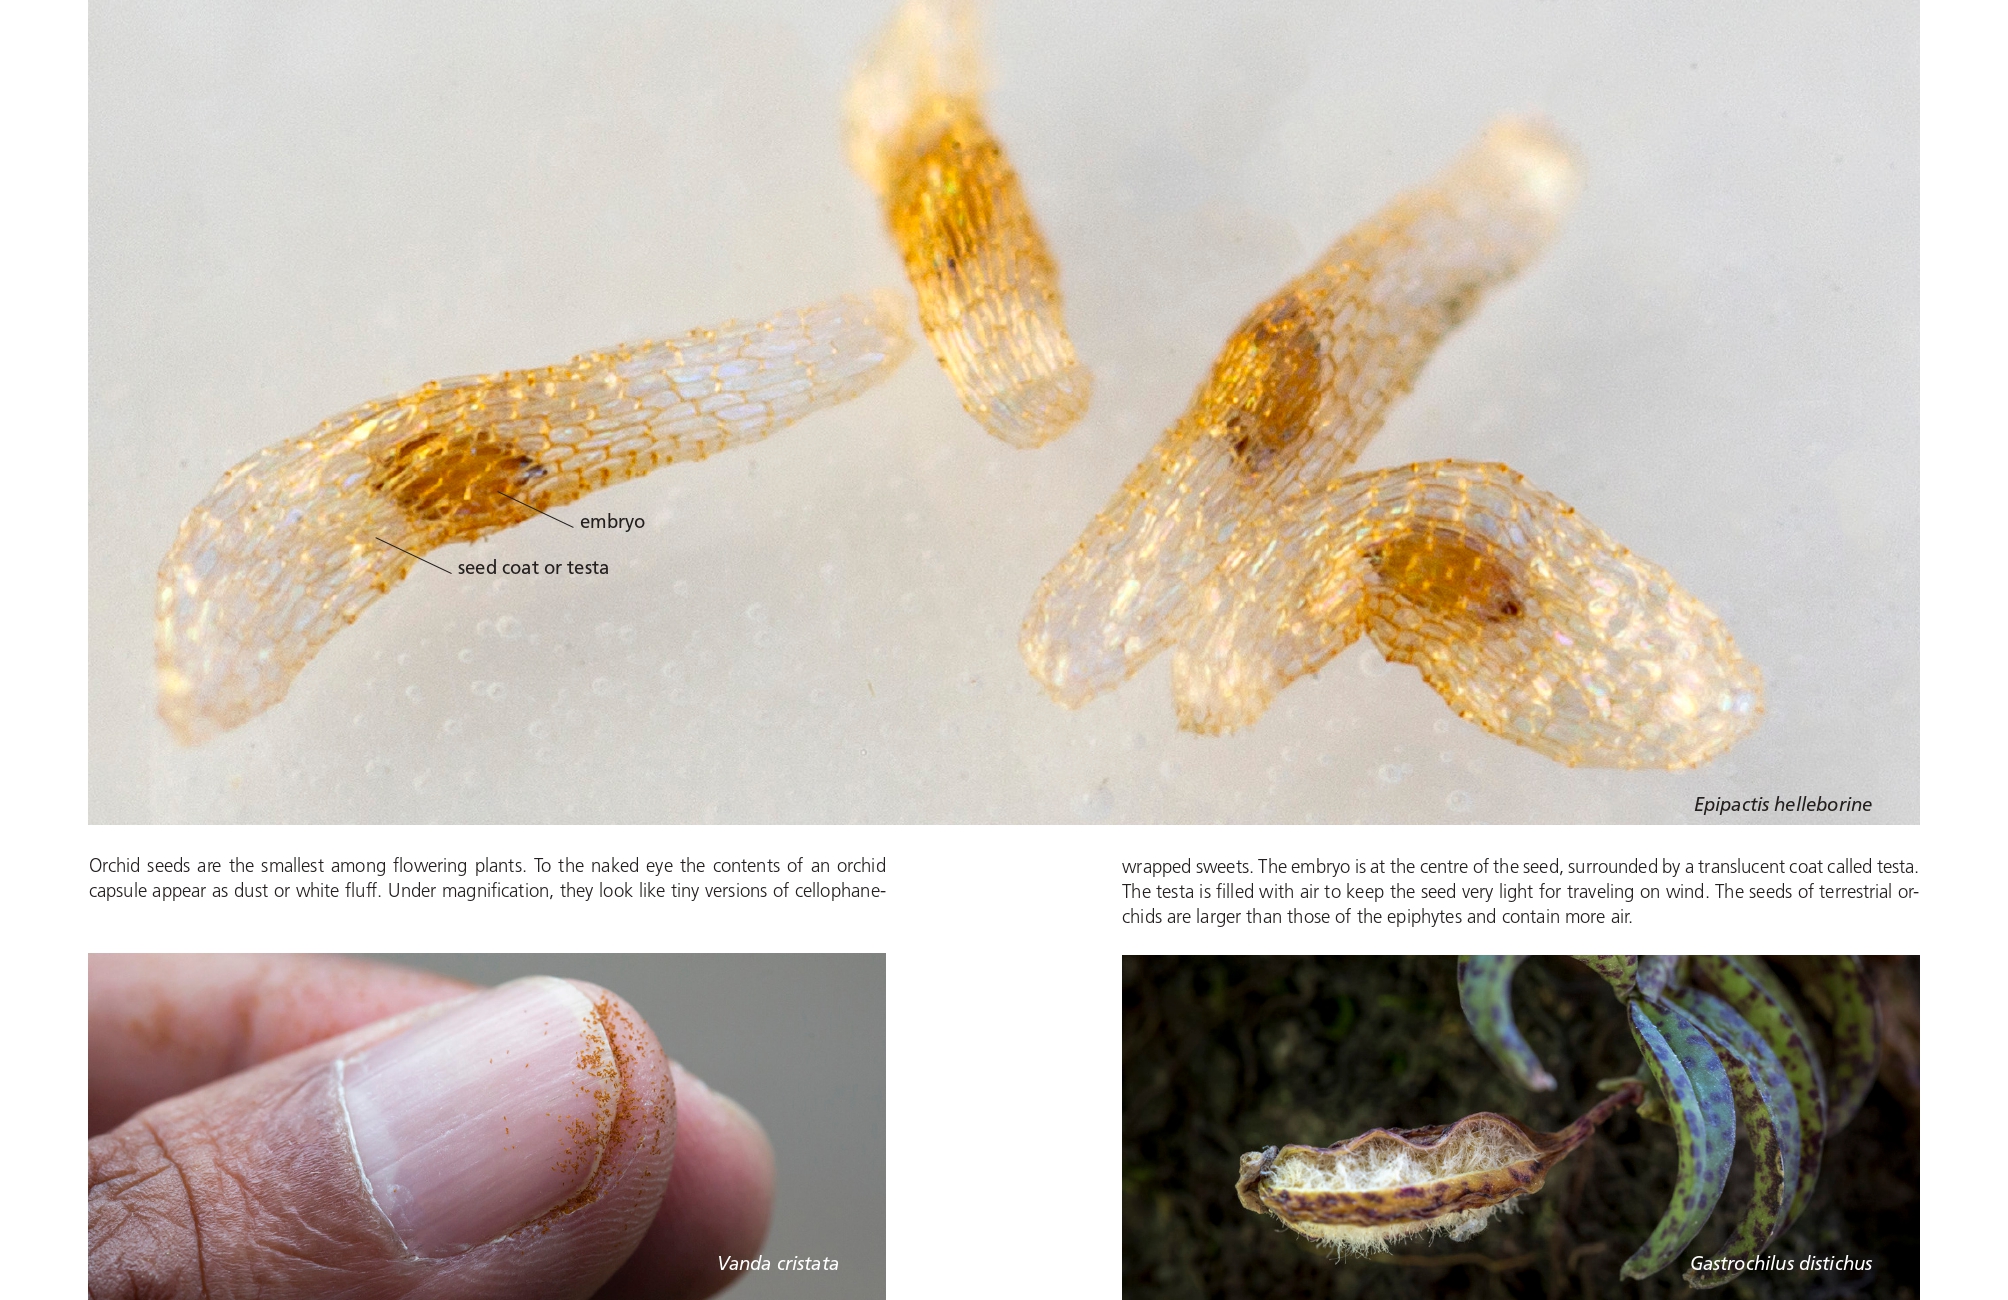 embryo
seed coat or testa
Epipactis helleborine
Orchid seeds are the smallest among flowering plants. To the naked eye the contents of an orchid
capsule appear as dust or white fluff. Under magnification, they look like tiny versions of cellophane-
wrapped sweets. The embryo is at the centre of the seed, surrounded by a translucent coat called testa.
The testa is filled with air to keep the seed very light for traveling on wind. The seeds of terrestrial or-
chids are larger than those of the epiphytes and contain more air.
Vanda cristata
Gastrochilus distichus